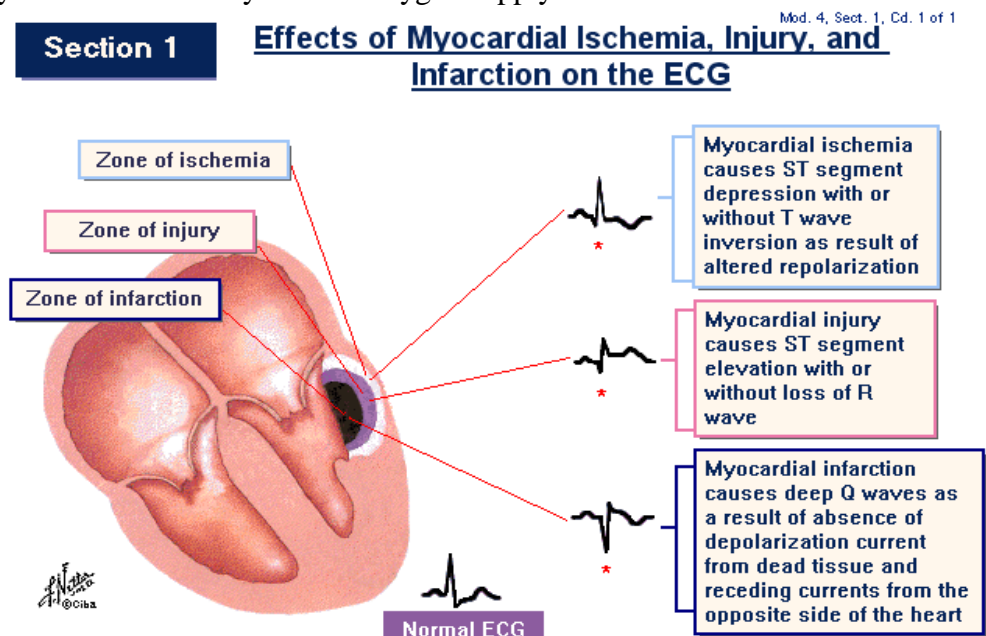 Mod. 4, Sect. 1, Cd. 1 of 1
Section 1
Effects of Myocardial Ischemia, Injury, and
Infarction on the ECG
Zone of ischemia
Zone of injury
Zone of infarction
Myocardial ischemia
causes ST segment
depression with or
without T wave
inversion as result of
altered repolarization
*
Myocardial injury
causes ST segment
elevation with or
without loss of R
wave
*
Myocardial infarction
causes deep Q waves as
a result of absence of
depolarization current
from dead tissue and
receding currents from the
opposite side of the heart
*
©Ciba
Normal ECG